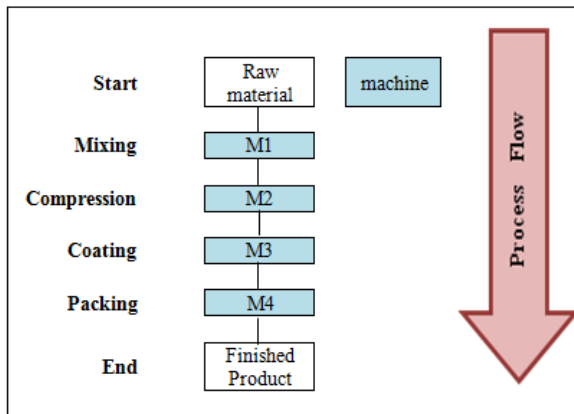 Start
Raw
material
machine
Mixing
M1
Compression
M2
Coating
M3
Packing
M4
End
Finished
Product
Process Flow